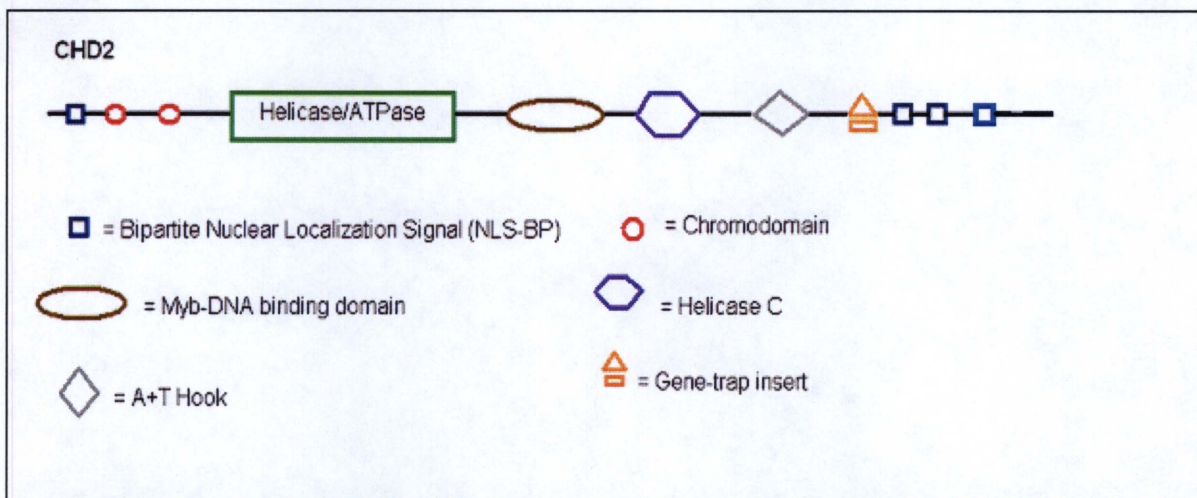 CHD2
Helicase/ATPase
= Bipartite Nuclear Localization Signal (NLS-BP)
= Chromodomain
= Myb-DNA binding domain
= Helicase C
= A+T Hook
= Gene-trap insert